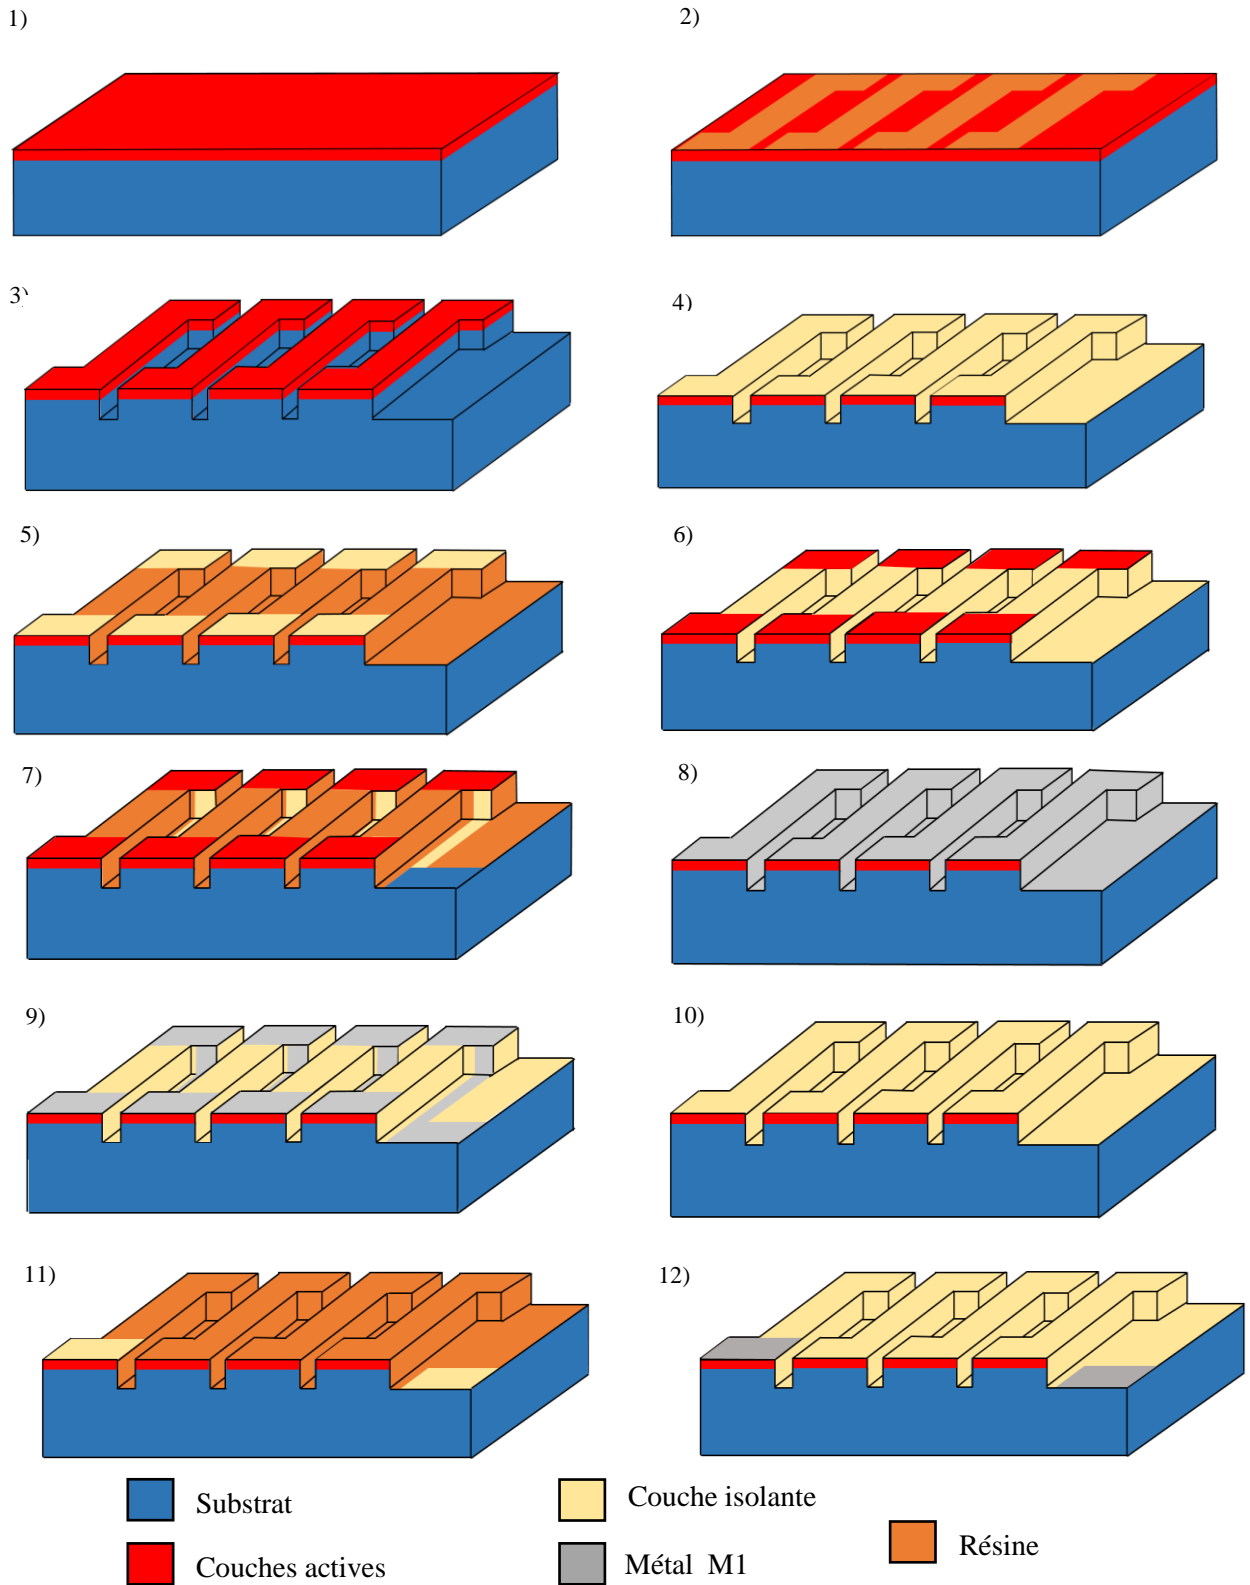 1)
2)
3)
4)
5)
6)
7)
8)
9)
10)
11)
12)
Substrat
Couche isolante
Résine
Couches actives
Métal M1